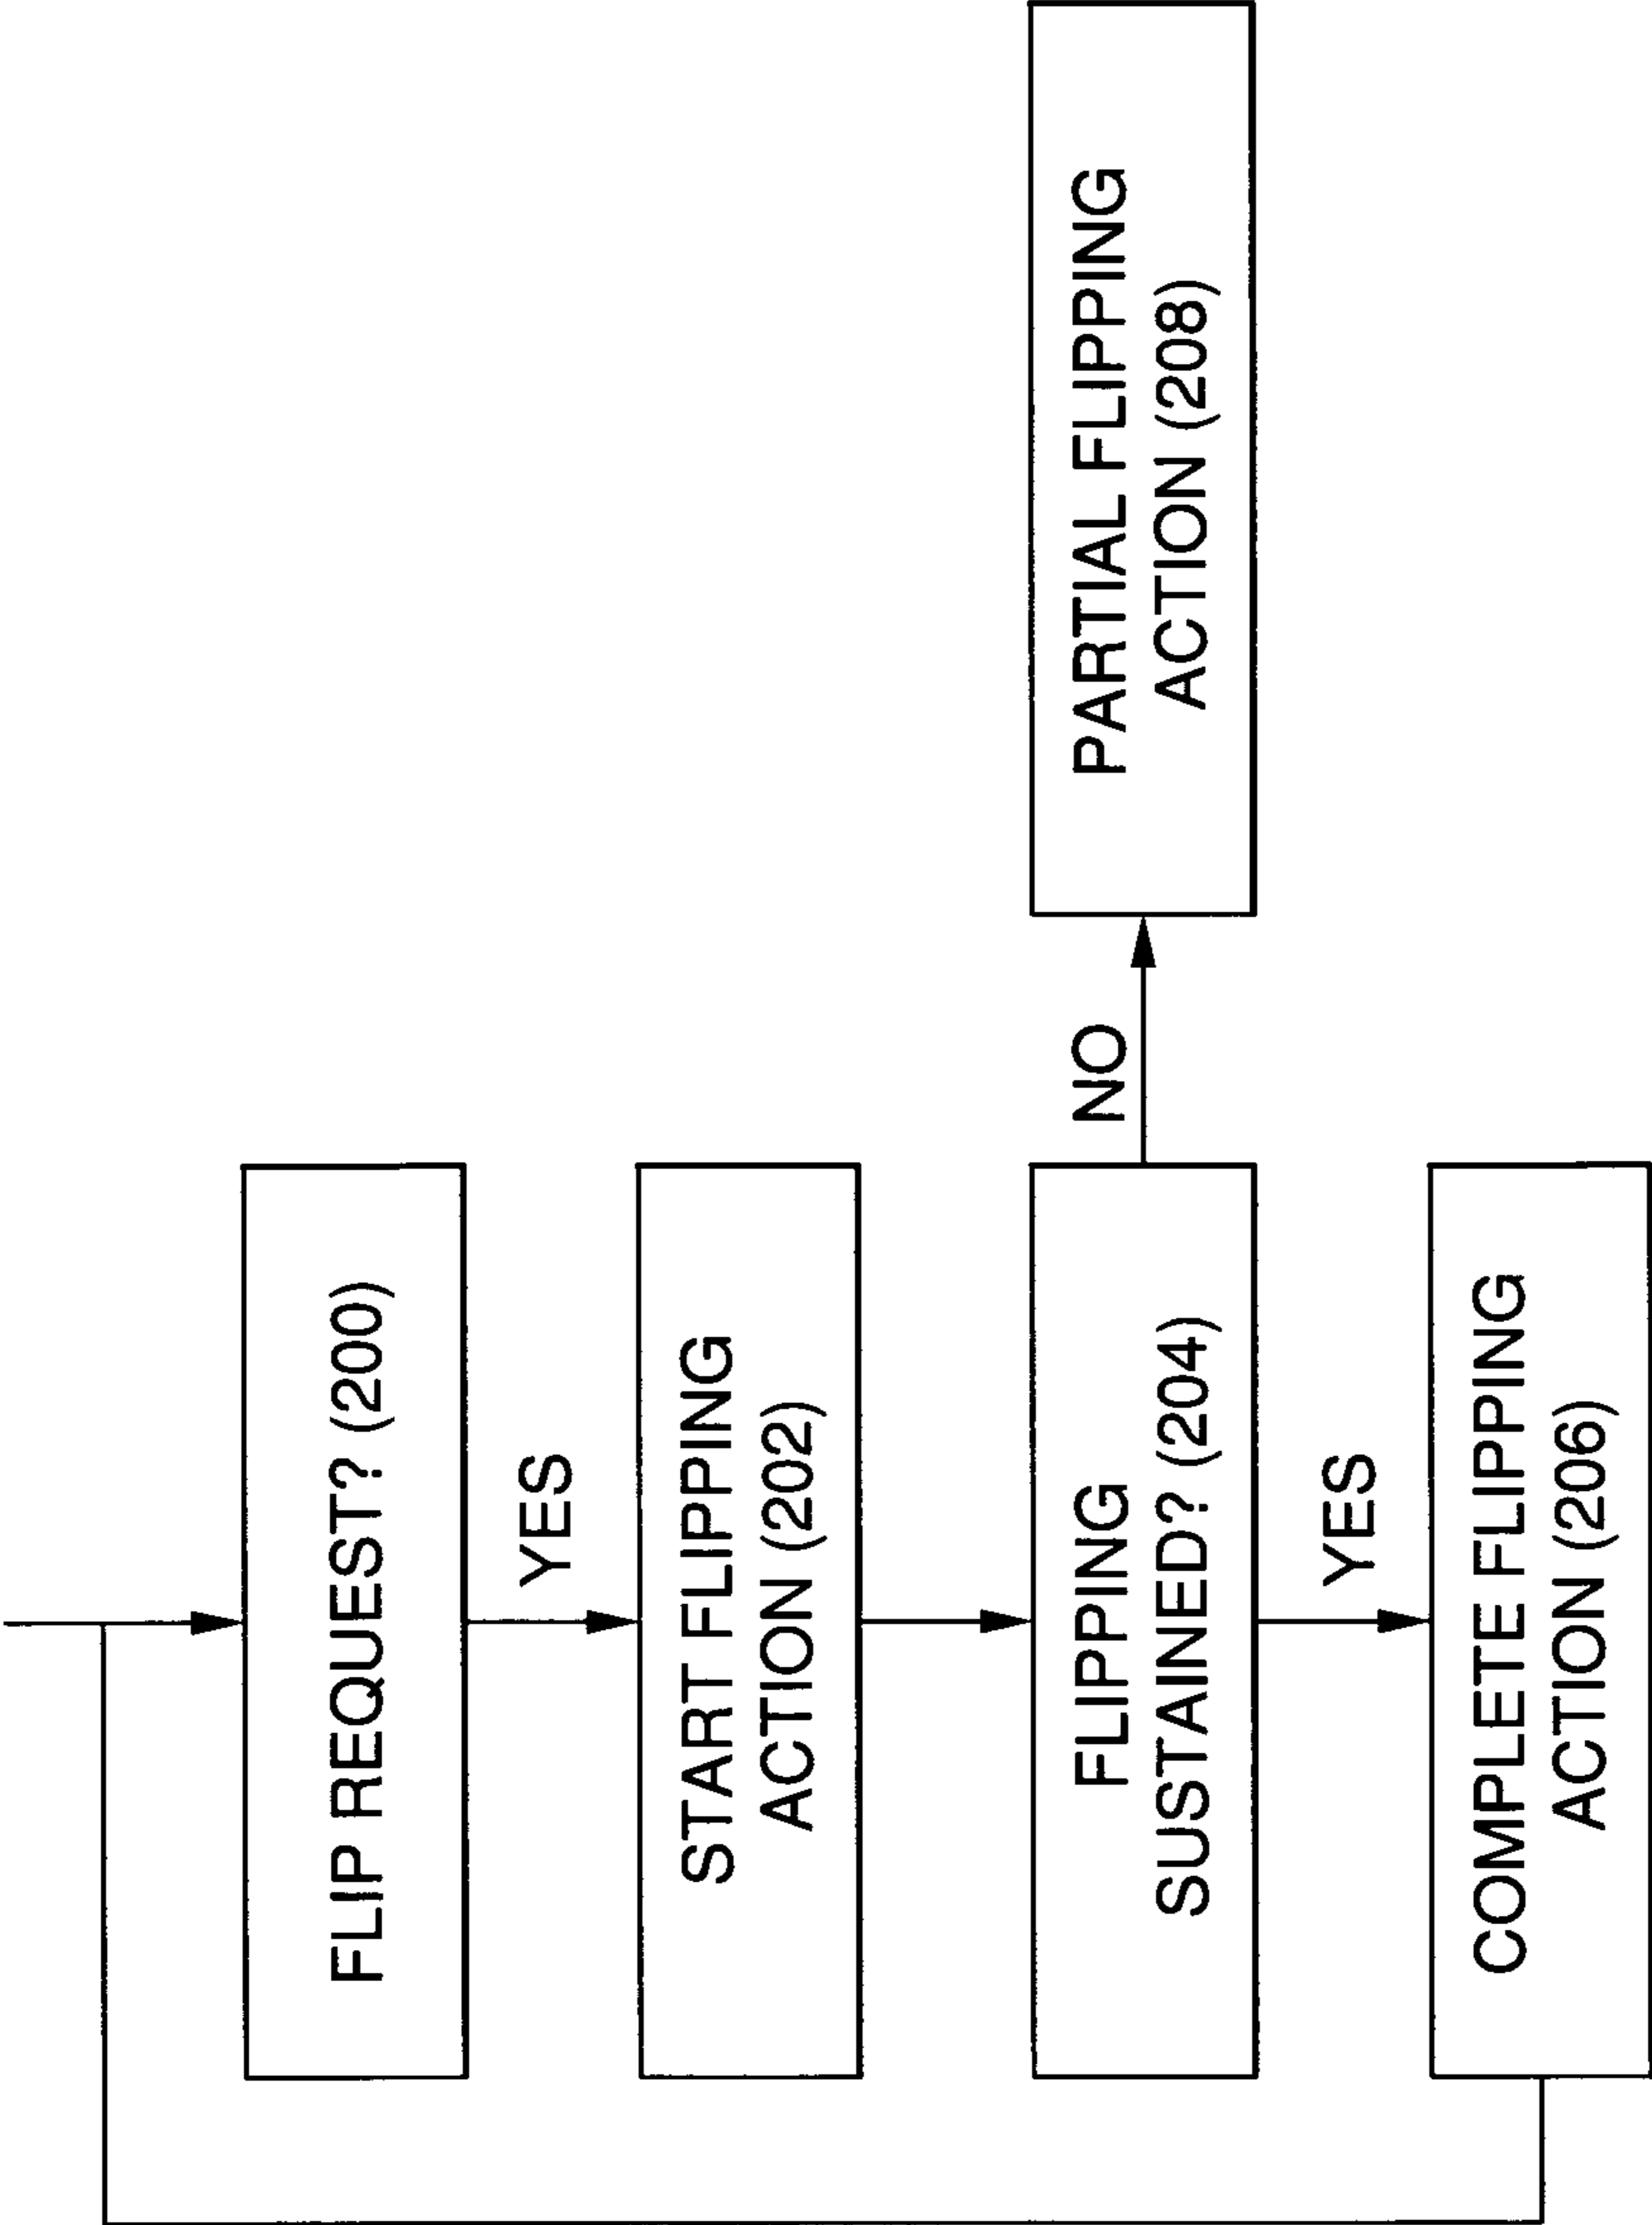 FLIP REQUEST? (200)
YES
START FLIPPING
ACTION (202)
FLIPPING
SUSTAINED? (204)
NO
PARTIAL FLIPPING
ACTION (208)
YES
COMPLETE FLIPPING
ACTION (206)